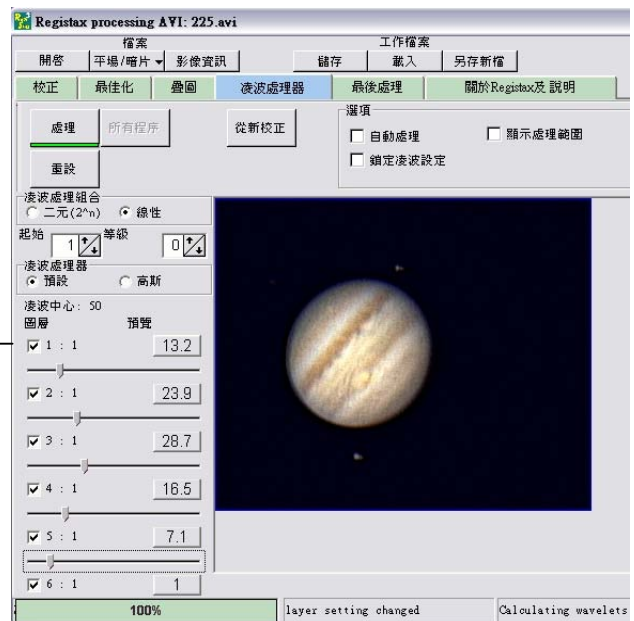 Registax processing AVI: 225.avi
檔案
工作檔案
開啓 平場/暗片 影像資訊 儲存 載入 另存新檔
校正 最佳化 疊圖 凌波處理器 最後處理 關於Registax及 說明
選項
處理 所有程序 從新校正
自動處理 顯示處理範圍
鎖定凌波設定
重設
凌波處理組合
二元(2^n) 線性
起始 1 等級 0
凌波處理器
預設 高斯
凌波中心: 50
圖層 預覽
1 : 1 13.2
2 : 1 23.9
3 : 1 28.7
4 : 1 16.5
5 : 1 7.1
6 : 1 1
100% layer setting changed Calculating wavelets